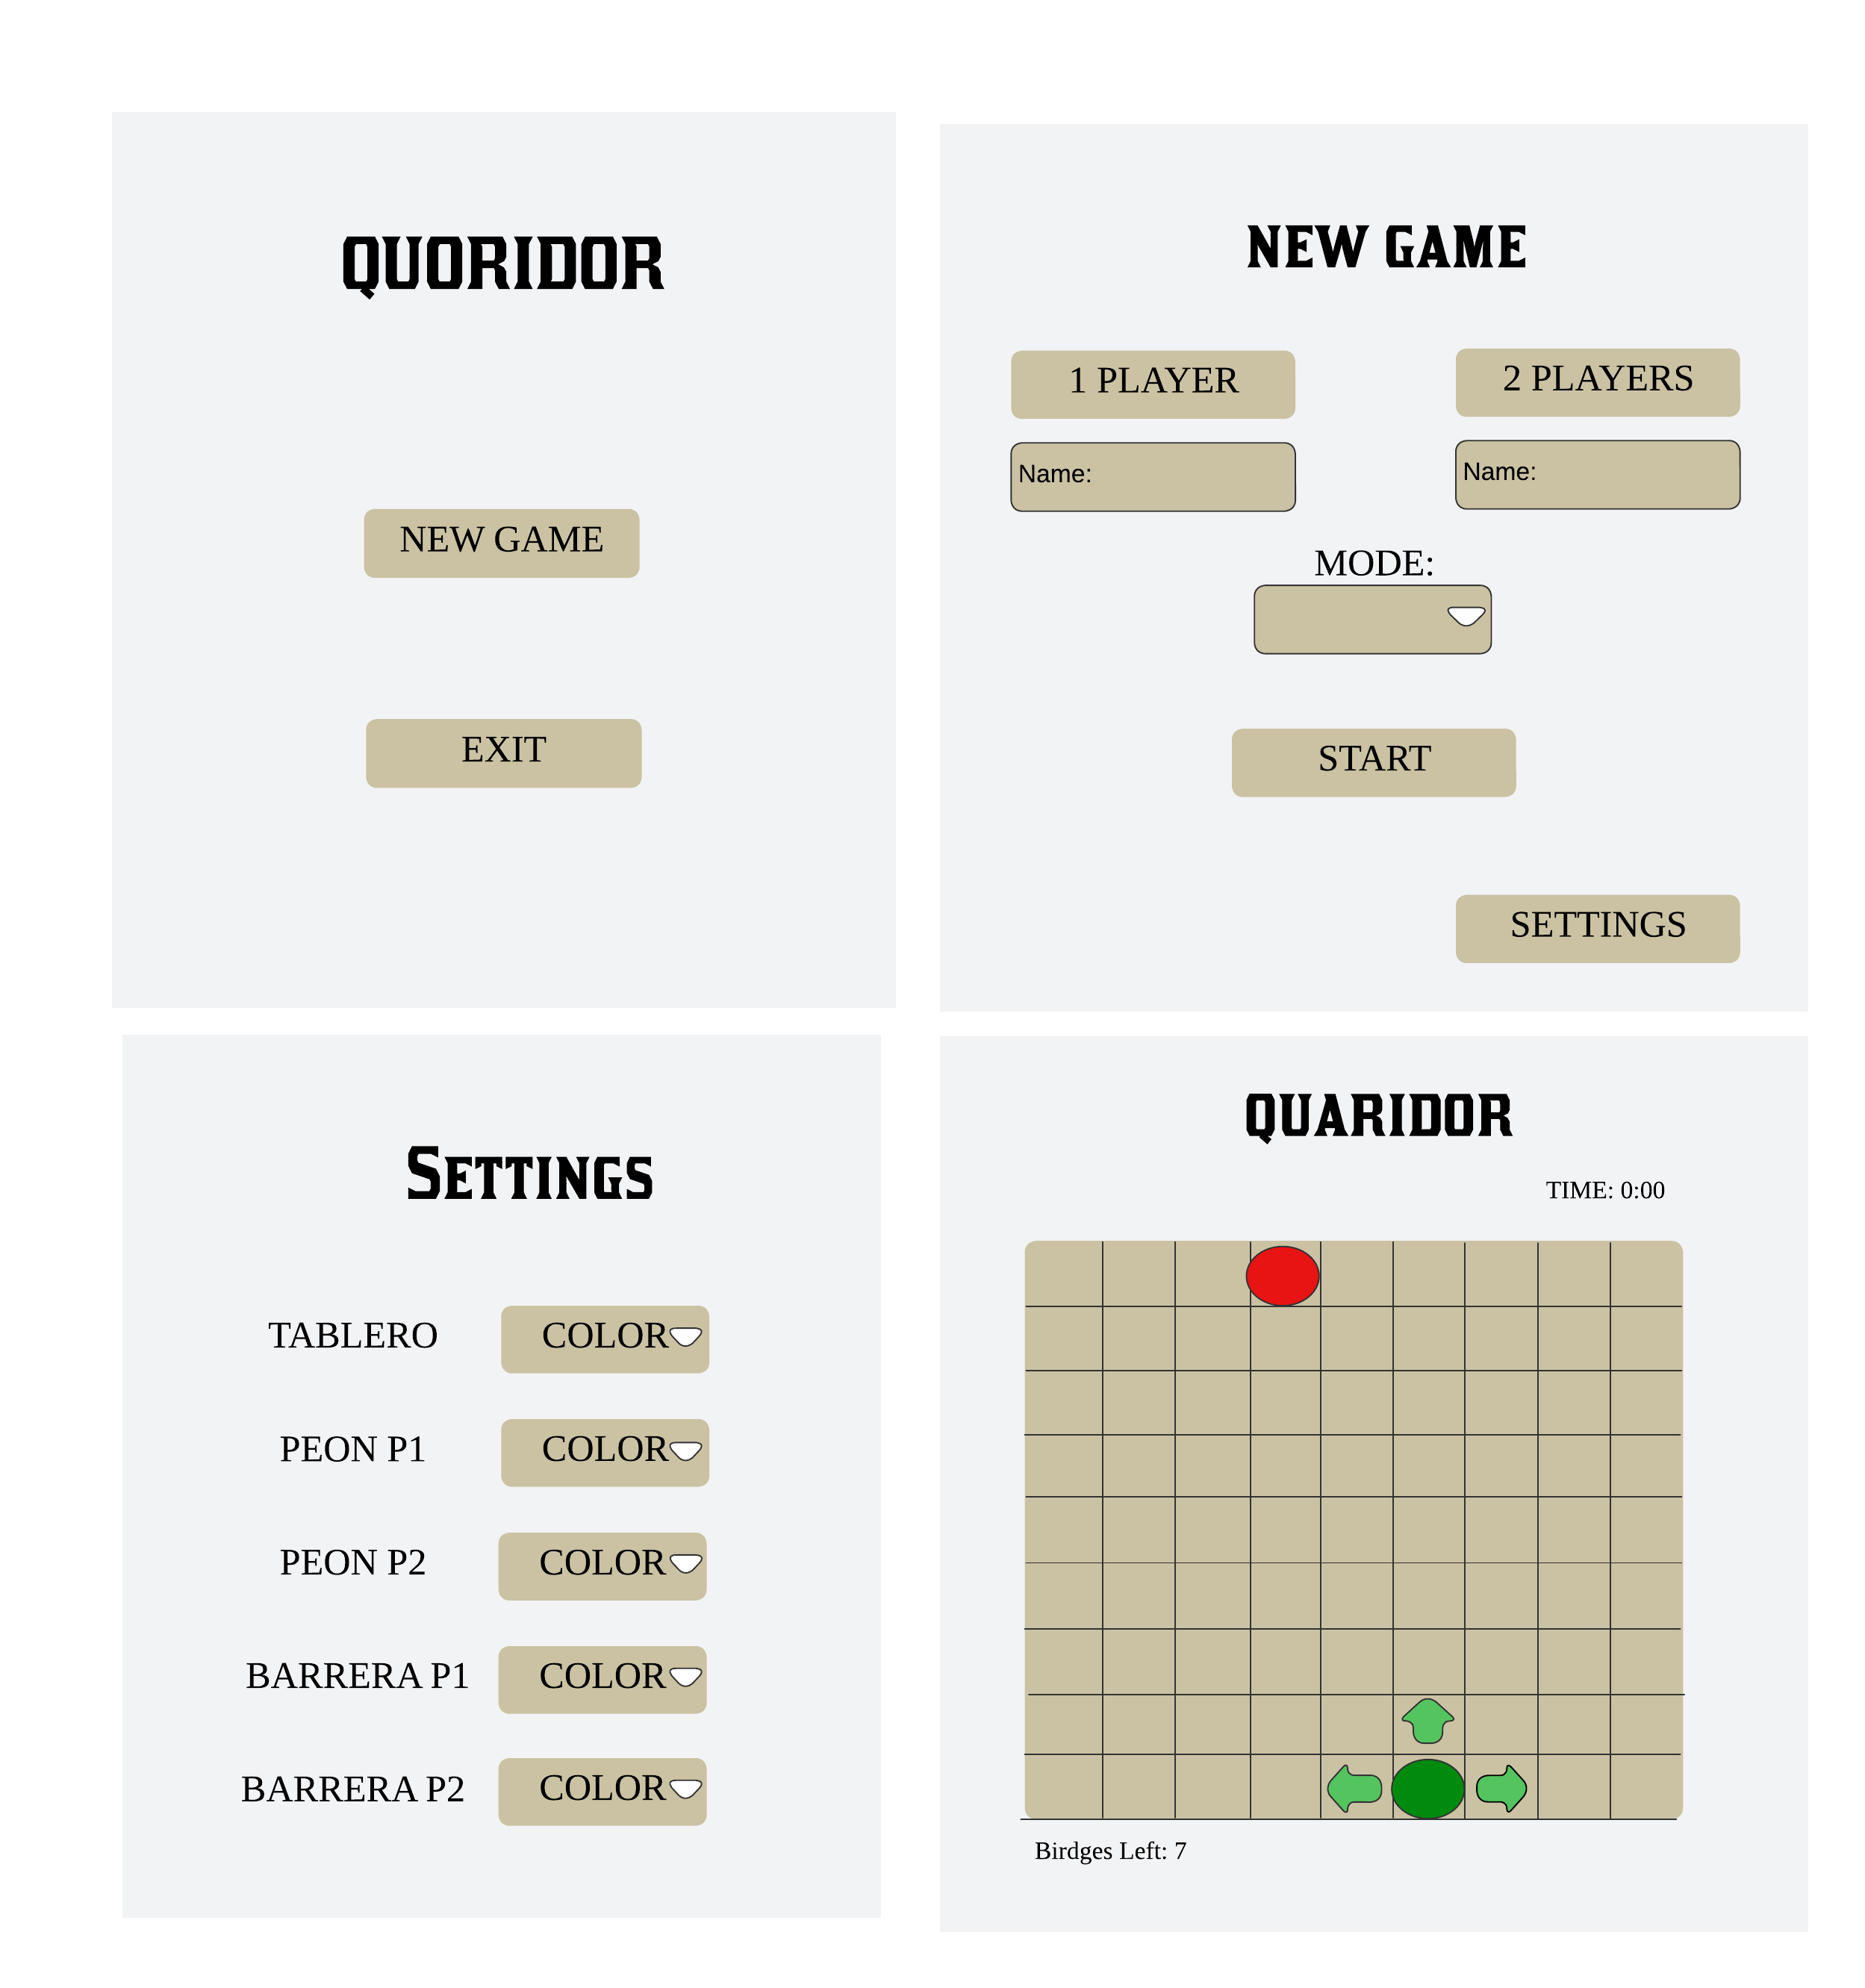 QUORIDOR
NEW GAME
EXIT
NEW GAME
1 PLAYER
2 PLAYERS
Name:
Name:
MODE:
START
SETTINGS
SETTINGS
TABLERO
COLOR
PEON P1
COLOR
PEON P2
COLOR
BARRERA P1
COLOR
BARRERA P2
COLOR
QUARIDOR
TIME: 0:00
Birdges Left: 7